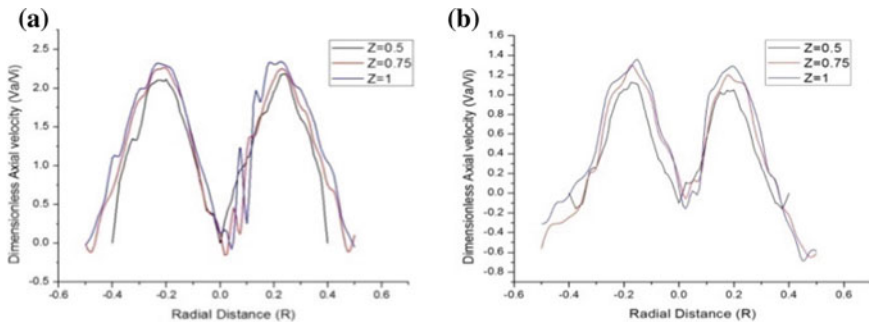 (a)
Dimensionless Axial velocity (Va/Vi)
2.5
2.0
1.5
1.0
0.5
0.0
-0.5
Z=0.5
Z=0.75
Z=1
-0.6 -0.4 -0.2 0.0 0.2 0.4 0.6
Radial Distance (R)
(b)
Dimensionless Axial velocity (Va/Vi)
1.6
1.4
1.2
1.0
0.8
0.6
0.4
0.2
0.0
-0.2
-0.4
-0.6
-0.8
Z=0.5
Z=0.75
Z=1
-0.6 -0.4 -0.2 0.0 0.2 0.4 0.6
Radial Distance (R)